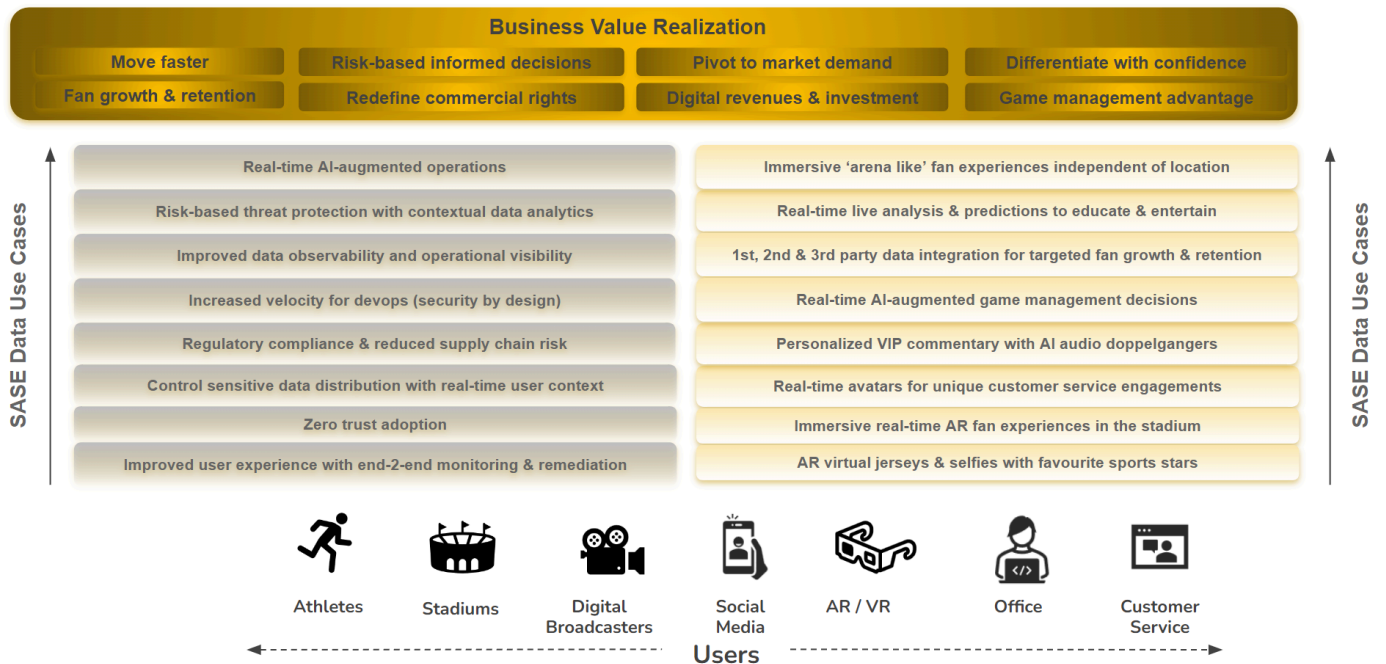 Business Value Realization
Move faster
Risk-based informed decisions
Pivot to market demand
Differentiate with confidence
Fan growth & retention
Redefine commercial rights
Digital revenues & investment
Game management advantage
SASE Data Use Cases
Real-time AI-augmented operations
Risk-based threat protection with contextual data analytics
Improved data observability and operational visibility
Increased velocity for devops (security by design)
Regulatory compliance & reduced supply chain risk
Control sensitive data distribution with real-time user context
Zero trust adoption
Improved user experience with end-2-end monitoring & remediation
Immersive ‘arena like’ fan experiences independent of location
Real-time live analysis & predictions to educate & entertain
1st, 2nd & 3rd party data integration for targeted fan growth & retention
Real-time AI-augmented game management decisions
Personalized VIP commentary with AI audio doppelgangers
Real-time avatars for unique customer service engagements
Immersive real-time AR fan experiences in the stadium
AR virtual jerseys & selfies with favourite sports stars
SASE Data Use Cases
</>
Athletes
Stadiums
Digital
Broadcasters
Social
Media
AR / VR
Office
Customer
Service
Users